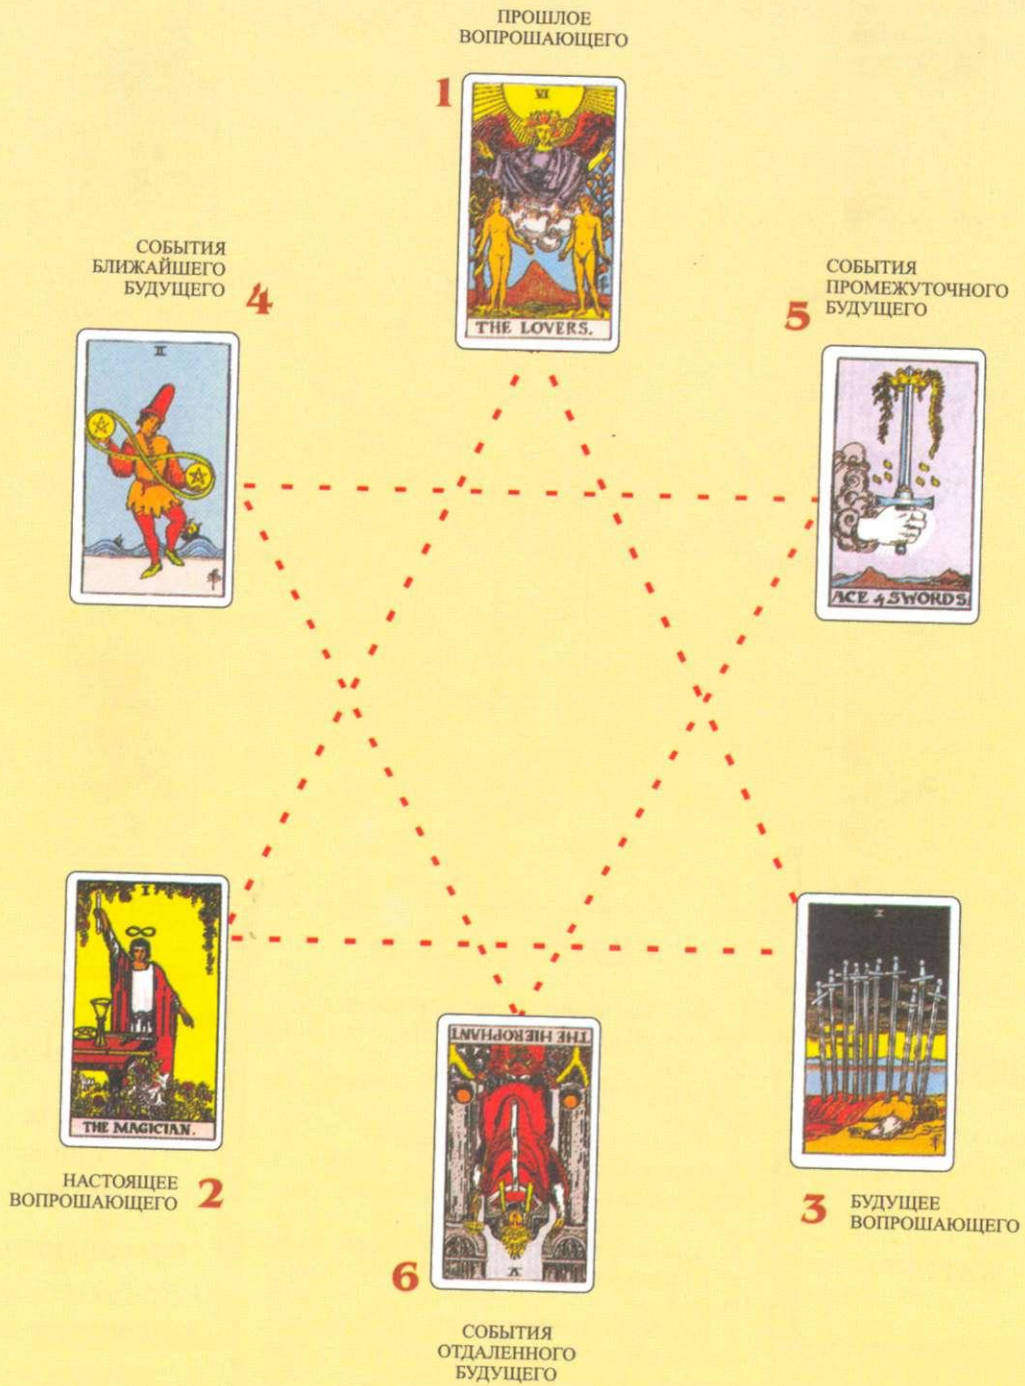 ПРОШЛОЕ
ВОПРОШАЮЩЕГО
1
VI
THE LOVERS.
СОБЫТИЯ
БЛИЖАЙШЕГО
БУДУЩЕГО
4
II
СОБЫТИЯ
ПРОМЕЖУТОЧНОГО
БУДУЩЕГО
5
ACE of SWORDS
I
THE MAGICIAN.
НАСТОЯЩЕЕ
ВОПРОШАЮЩЕГО
2
X
3
БУДУЩЕЕ
ВОПРОШАЮЩЕГО
THE HIEROPHANT
V
6
СОБЫТИЯ
ОТДАЛЕННОГО
БУДУЩЕГО